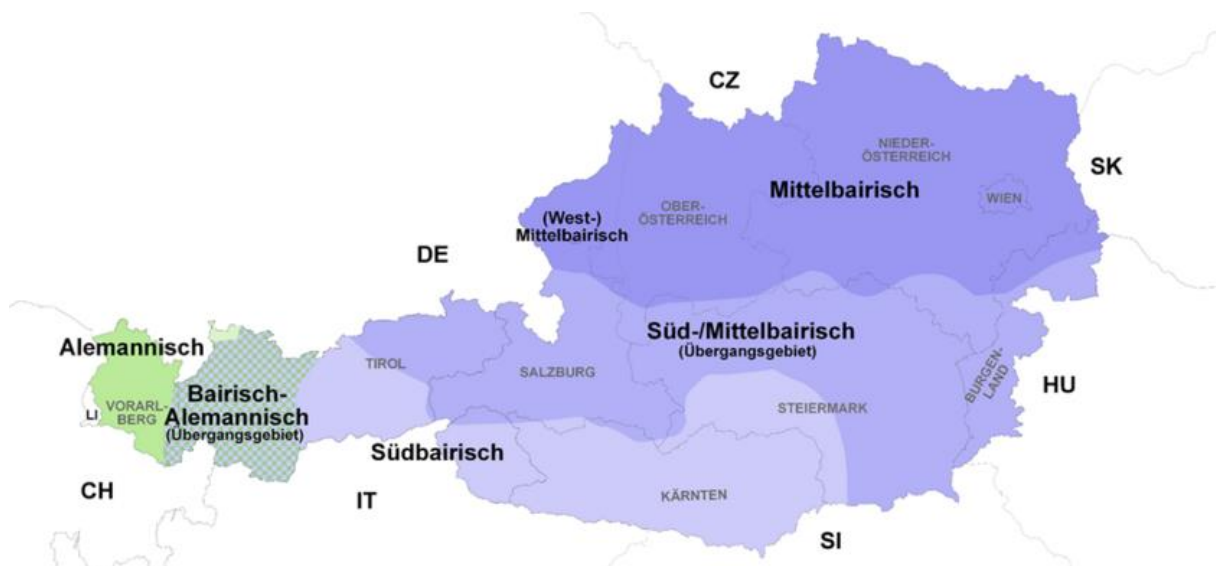 CZ
NIEDER-
ÖSTERREICH
SK
Mittelbairisch
WIEN
(West-)
Mittelbairisch
OBER-
ÖSTERREICH
DE
Alemannisch
Süd-/Mittelbairisch
(Übergangsgebiet)
TIROL
SALZBURG
BURGEN-
LAND
HU
LI
VORARL-
BERG
Bairisch-
Alemannisch
(Übergangsgebiet)
STEIERMARK
Südbairisch
CH
IT
KÄRNTEN
SI